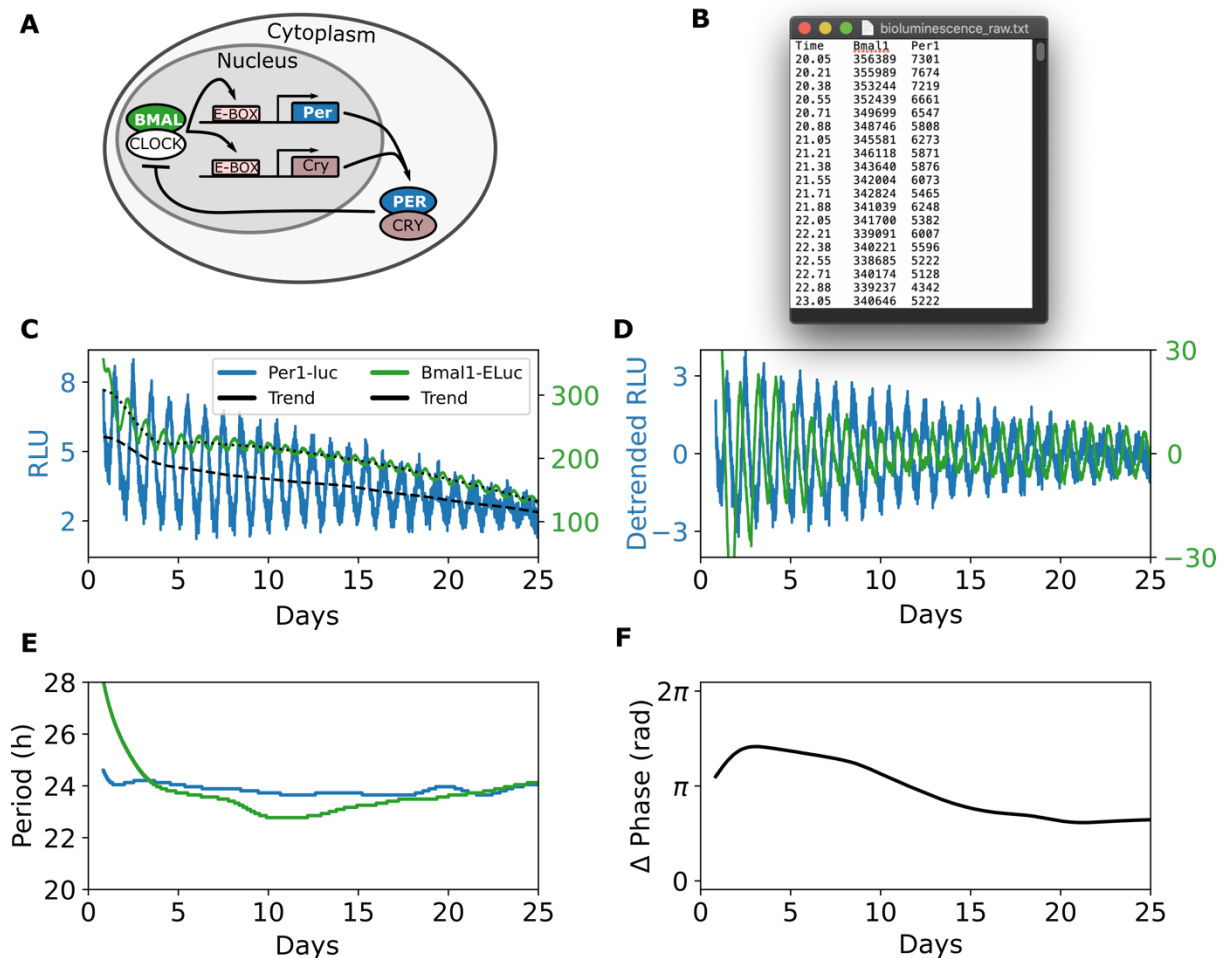 A
Cytoplasm
Nucleus
BMAL
CLOCK
E-BOX
Per
E-BOX
Cry
PER
CRY
B
bioluminescence_raw.txt
Time Bmal1 Per1
20.05 356389 7301
20.21 355989 7674
20.38 353244 7219
20.55 352439 6661
20.71 349699 6547
20.88 348746 5808
21.05 345581 6273
21.21 346118 5871
21.38 343640 5876
21.55 342004 6073
21.71 342824 5465
21.88 341039 6248
22.05 341700 5382
22.21 339091 6007
22.38 340221 5596
22.55 338685 5222
22.71 340174 5128
22.88 339237 4342
23.05 340646 5222
C
Per1-luc Bmal1-ELuc
Trend Trend
RLU
8
5
2
300
200
100
0 5 10 15 20 25
Days
D
Detrended RLU
3
0
−3
30
0
−30
0 5 10 15 20 25
Days
E
Period (h)
28
26
24
22
20
0 5 10 15 20 25
Days
F
Δ Phase (rad)
2π
π
0
0 5 10 15 20 25
Days